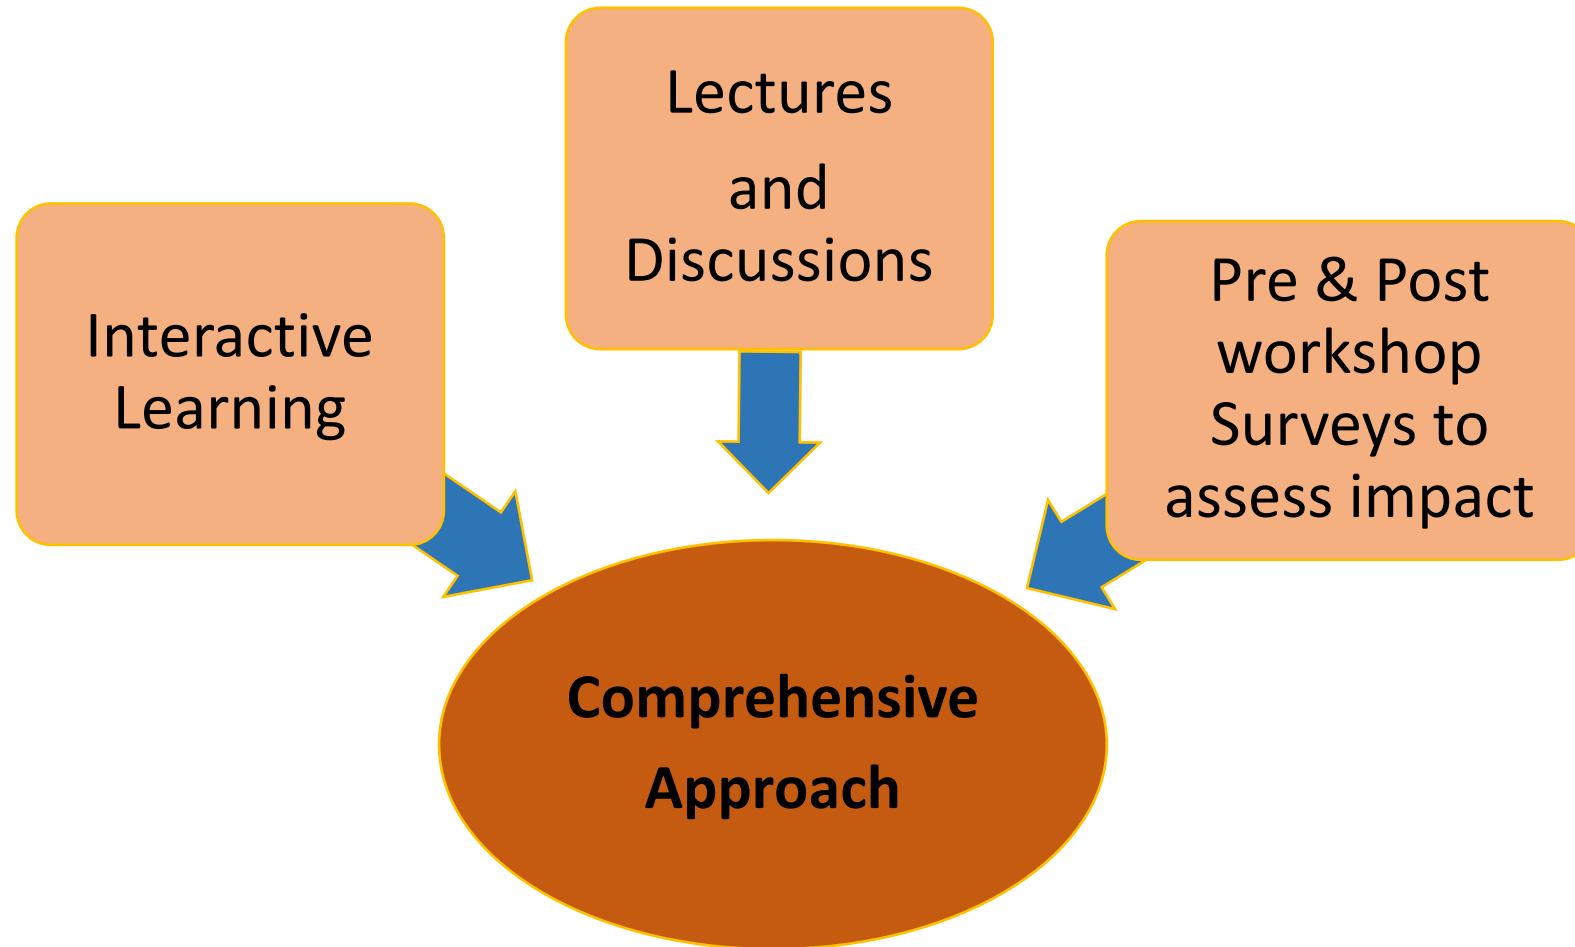 Lectures
and
Discussions
Interactive
Learning
Pre & Post
workshop
Surveys to
assess impact
Comprehensive
Approach